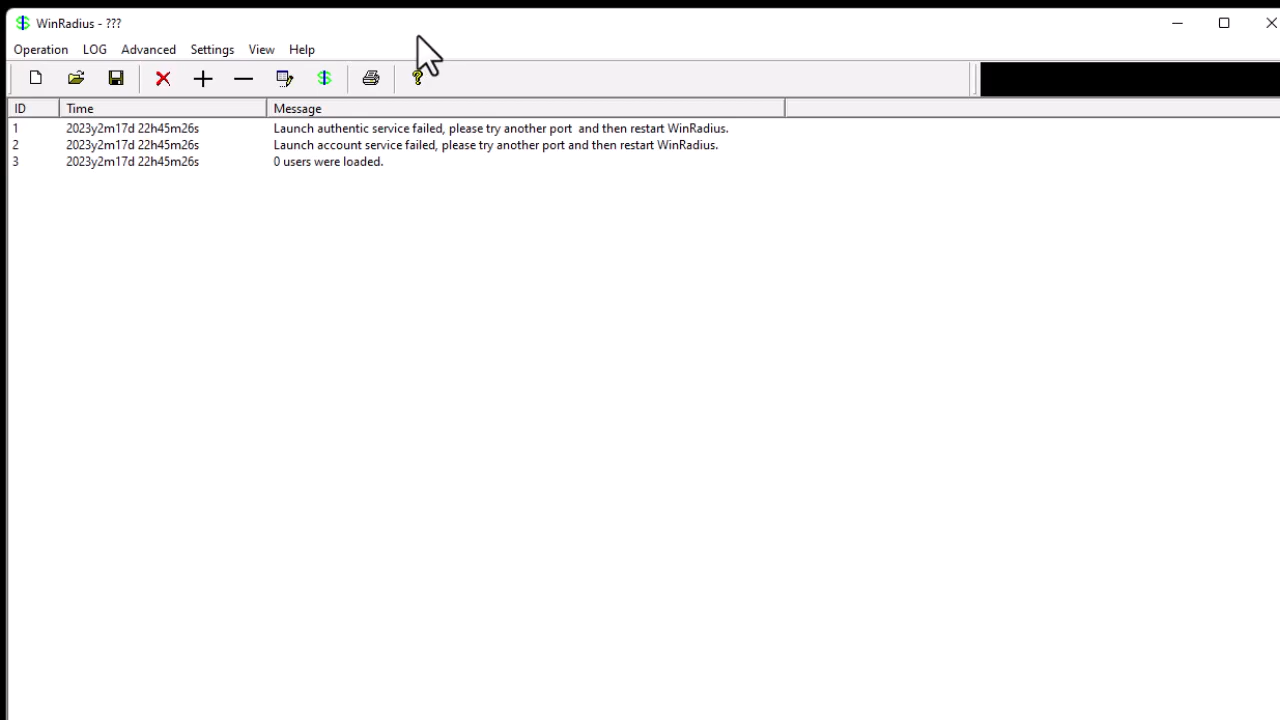 WinRadius - ???
Operation LOG Advanced Settings View Help
ID Time Message
1 2023y2m17d 22h45m26s Launch authentic service failed, please try another port  and then restart WinRadius.
2 2023y2m17d 22h45m26s Launch account service failed, please try another port and then restart WinRadius.
3 2023y2m17d 22h45m26s 0 users were loaded.